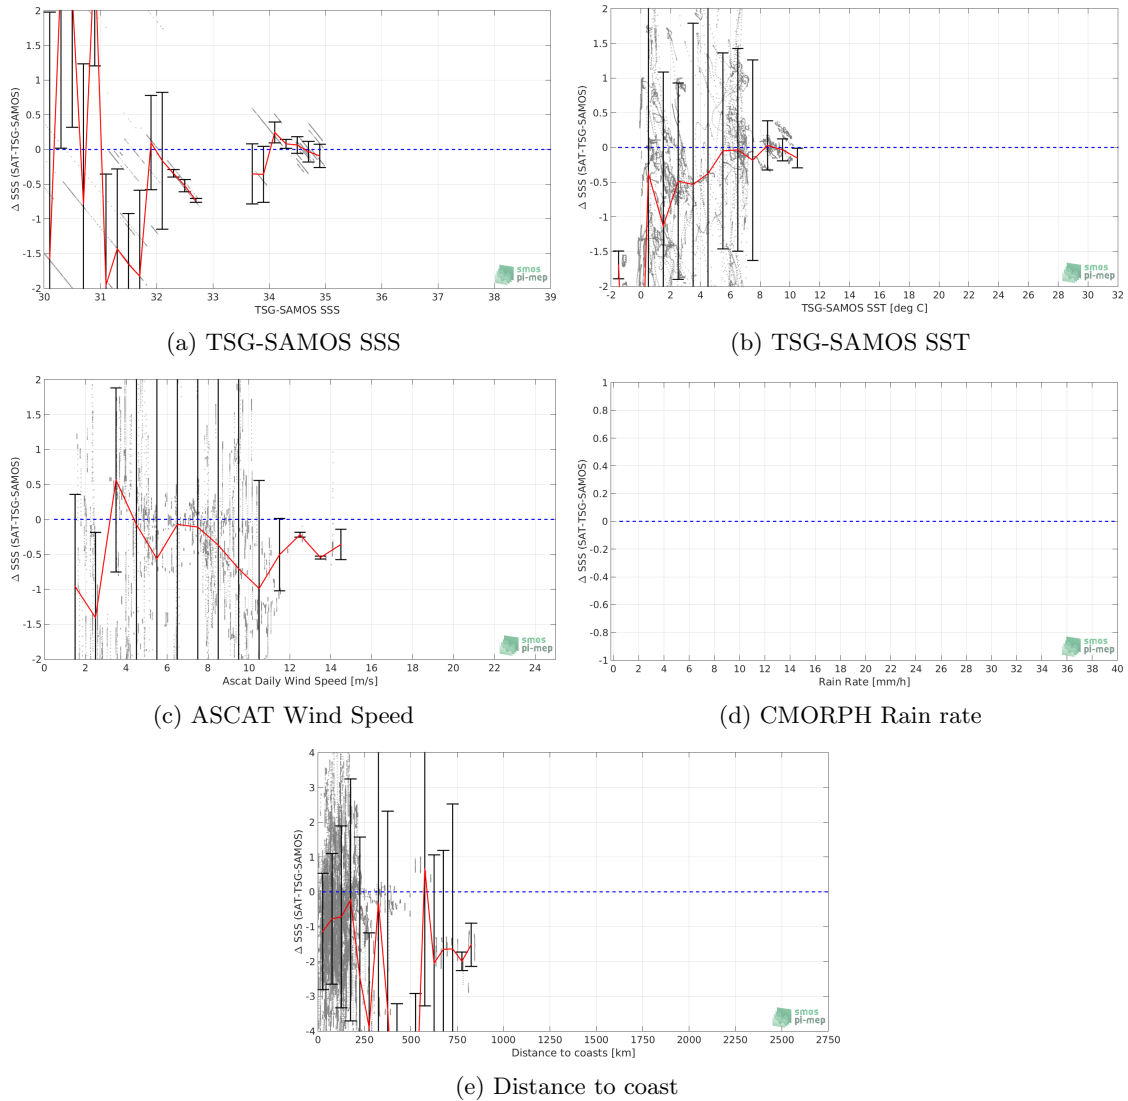 2
1.5
1
0.5
0
-0.5
-1
-1.5
-2
Δ SSS (SAT-TSG-SAMOS)
30 31 32 33 34 35 36 37 38 39
TSG-SAMOS SSS
smos
pi-mep
(a) TSG-SAMOS SSS
2
1.5
1
0.5
0
-0.5
-1
-1.5
-2
Δ SSS (SAT-TSG-SAMOS)
-2 0 2 4 6 8 10 12 14 16 18 20 22 24 26 28 30 32
TSG-SAMOS SST [deg C]
smos
pi-mep
(b) TSG-SAMOS SST
2
1.5
1
0.5
0
-0.5
-1
-1.5
-2
Δ SSS (SAT-TSG-SAMOS)
0 2 4 6 8 10 12 14 16 18 20 22 24
Ascat Daily Wind Speed [m/s]
smos
pi-mep
(c) ASCAT Wind Speed
1
0.8
0.6
0.4
0.2
0
-0.2
-0.4
-0.6
-0.8
-1
Δ SSS (SAT-TSG-SAMOS)
0 2 4 6 8 10 12 14 16 18 20 22 24 26 28 30 32 34 36 38 40
Rain Rate [mm/h]
smos
pi-mep
(d) CMORPH Rain rate
4
3
2
1
0
-1
-2
-3
-4
Δ SSS (SAT-TSG-SAMOS)
0 250 500 750 1000 1250 1500 1750 2000 2250 2500 2750
Distance to coasts [km]
smos
pi-mep
(e) Distance to coast